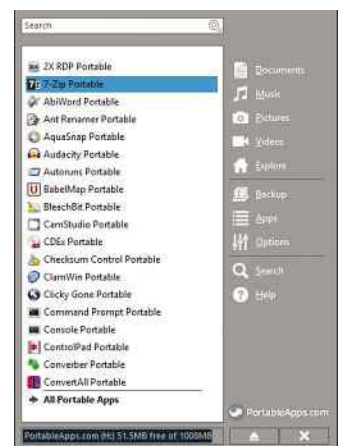 Search
2X RDP Portable
7-Zip Portable
AbiWord Portable
Ant Renamer Portable
AquaSnap Portable
Audacity Portable
Autoruns Portable
BabelMap Portable
BleachBit Portable
CamStudio Portable
CDEx Portable
Checksum Control Portable
ClamWin Portable
Clicky Gone Portable
Command Prompt Portable
Console Portable
ControlPad Portable
Converber Portable
ConvertAll Portable
All Portable Apps
PortableApps.com (H:) 51.5MB free of 1008MB
Documents
Music
Pictures
Videos
Explore
Backup
Apps
Options
Search
Help
PortableApps.com